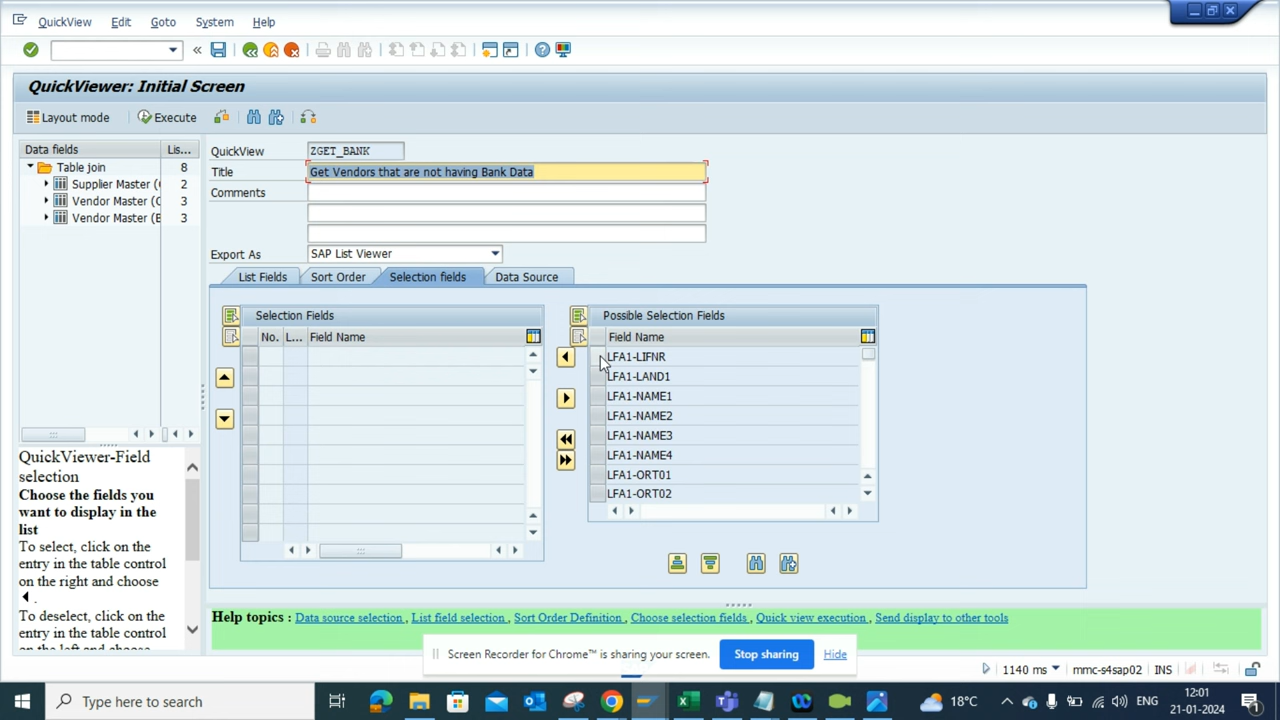 QuickView Edit Goto System Help
QuickViewer: Initial Screen
Layout mode Execute
Data fields Lis...
Table join 8
Supplier Master (
2
Vendor Master (C 3
Vendor Master (E 3
QuickView ZGET_BANK
Title Get Vendors that are not having Bank Data
Comments
Export As SAP List Viewer
List Fields Sort Order Selection fields Data Source
Selection Fields
No. L... Field Name
Possible Selection Fields
Field Name
LFA1-LIFNR
LFA1-LAND1
LFA1-NAME1
LFA1-NAME2
LFA1-NAME3
LFA1-NAME4
LFA1-ORT01
LFA1-ORT02
QuickView-Field
selection
Choose the fields you
want to display in the
list
To select, click on the
entry in the table control
on the right and choose
.
To deselect, click on the
entry in the table control
Help topics : Data source selection , List field selection , Sort Order Definition , Choose selection fields , Quick view execution , Send display to other tools
Screen Recorder for Chrome™ is sharing your screen. Stop sharing Hide
1140 ms mmc-s4sap02 INS
Type here to search
18°C
ENG
12:01
21-01-2024
1